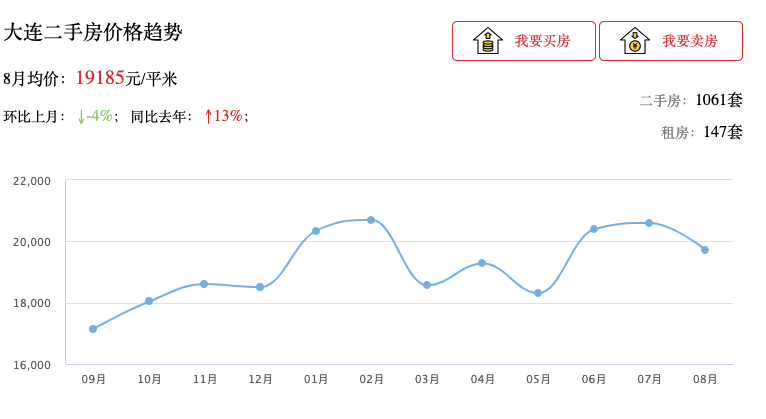 大连二手房价格趋势
我要买房
我要卖房
8月均价：19185元/平米
环比上月：↓-4%； 同比去年：↑13%；
二手房：1061套
租房：147套
22,000
20,000
18,000
16,000
09月 10月 11月 12月 01月 02月 03月 04月 05月 06月 07月 08月